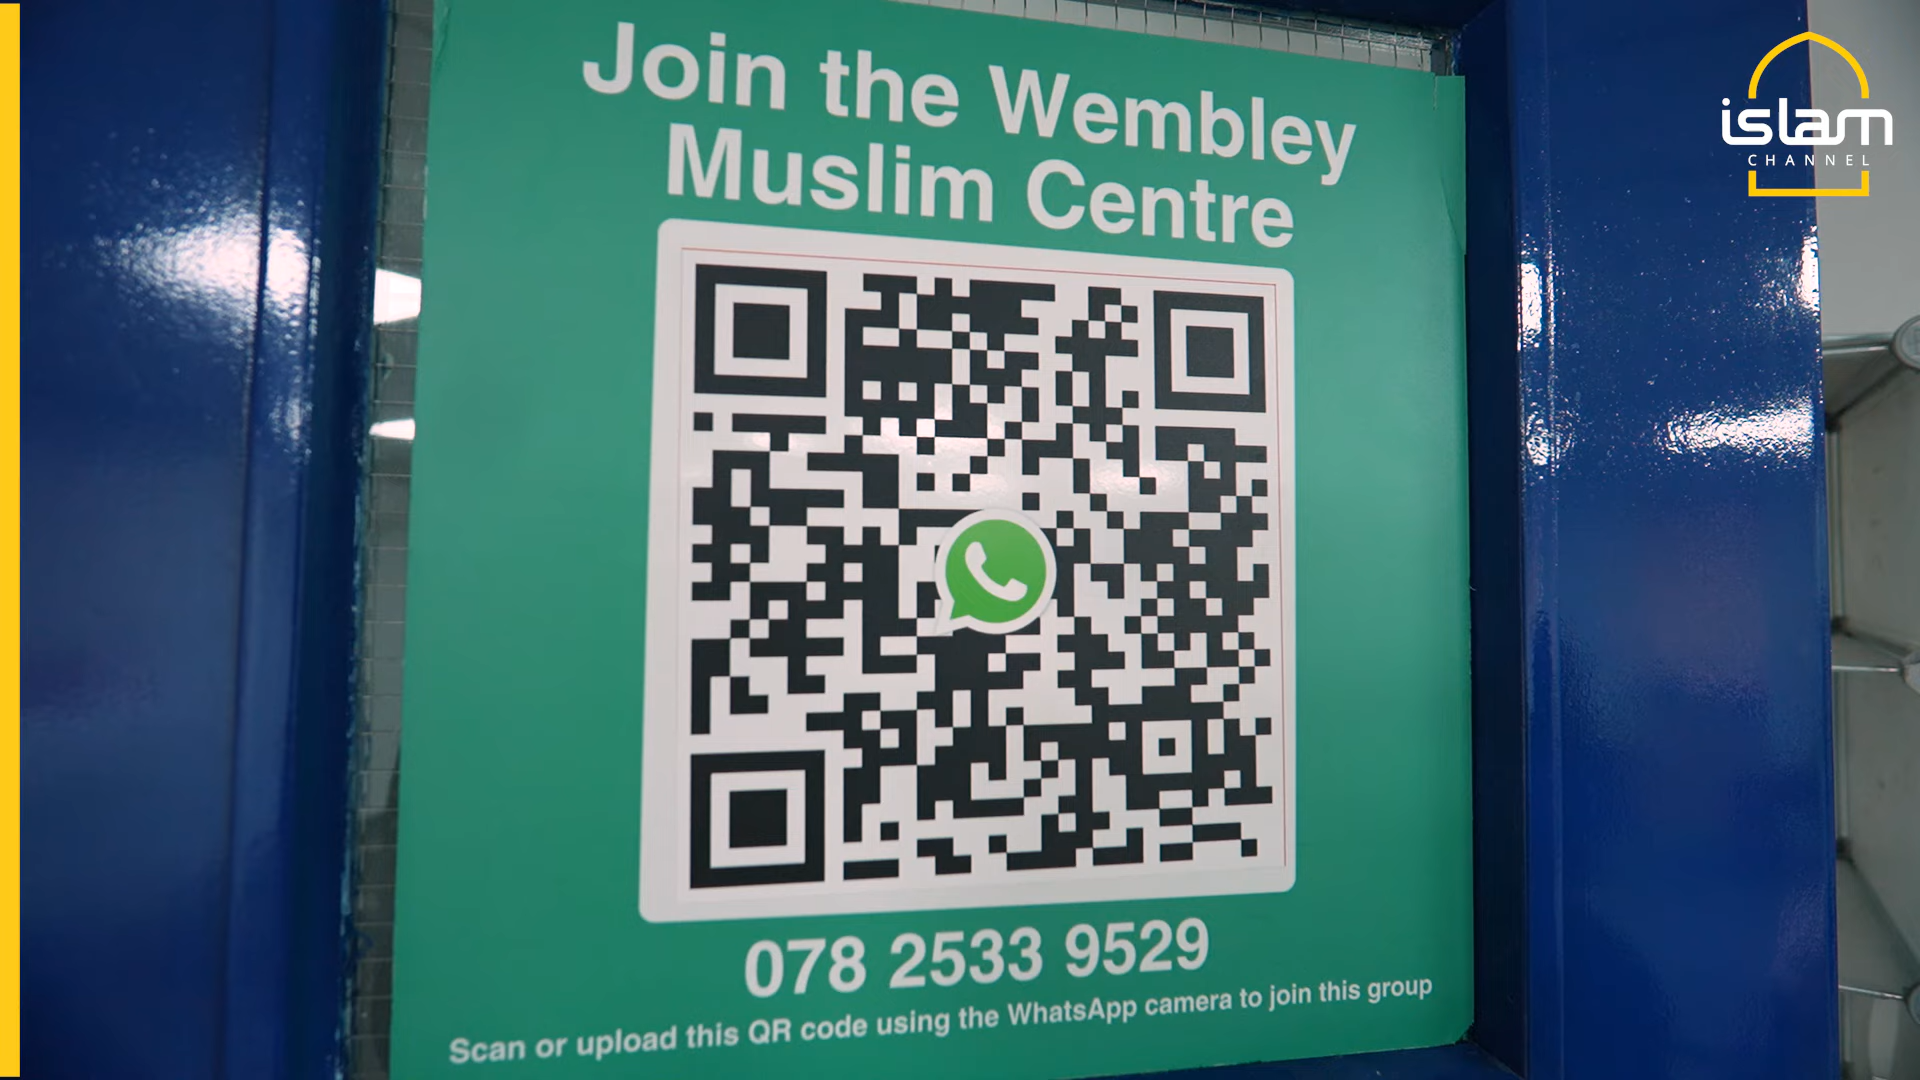 Join the Wembley
Muslim Centre
078 2533 9529
Scan or upload this QR code using the WhatsApp camera to join this group
islam
CHANNEL